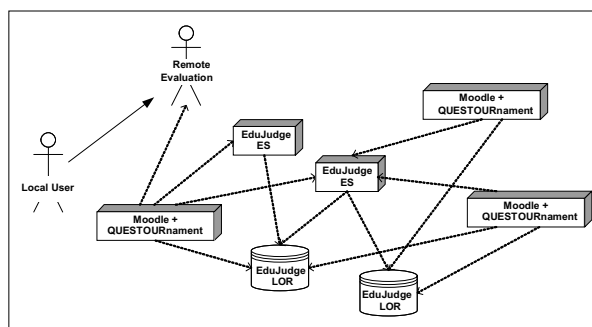 Remote
Evaluation
Local User
EduJudge
ES
EduJudge
ES
Moodle +
QUESTOURnament
Moodle +
QUESTOURnament
Moodle +
QUESTOURnament
EduJudge
LOR
EduJudge
LOR